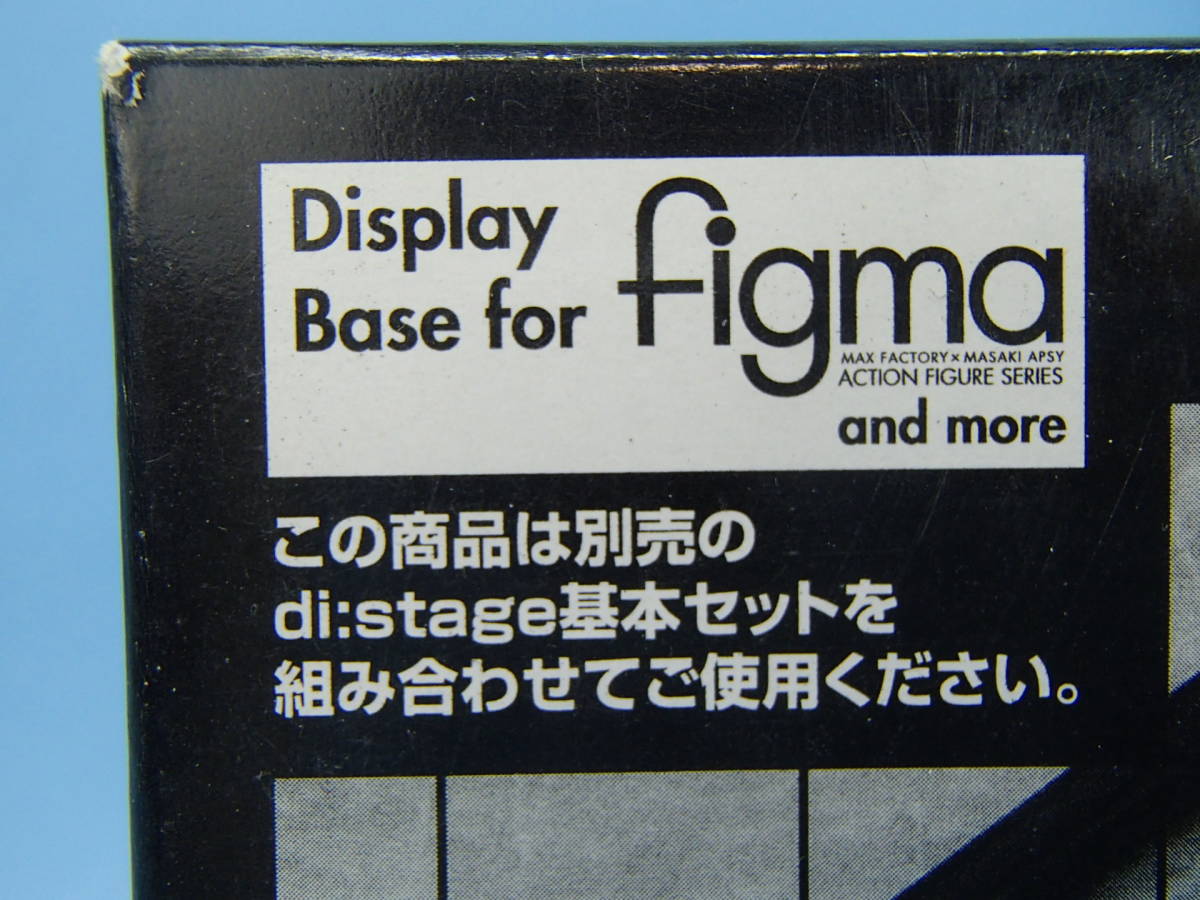 Display
Base for figma
MAX FACTORY×MASAKI APSY
ACTION FIGURE SERIES
and more
この商品は別売の
di:stage基本セットを
組み合わせてご使用ください。